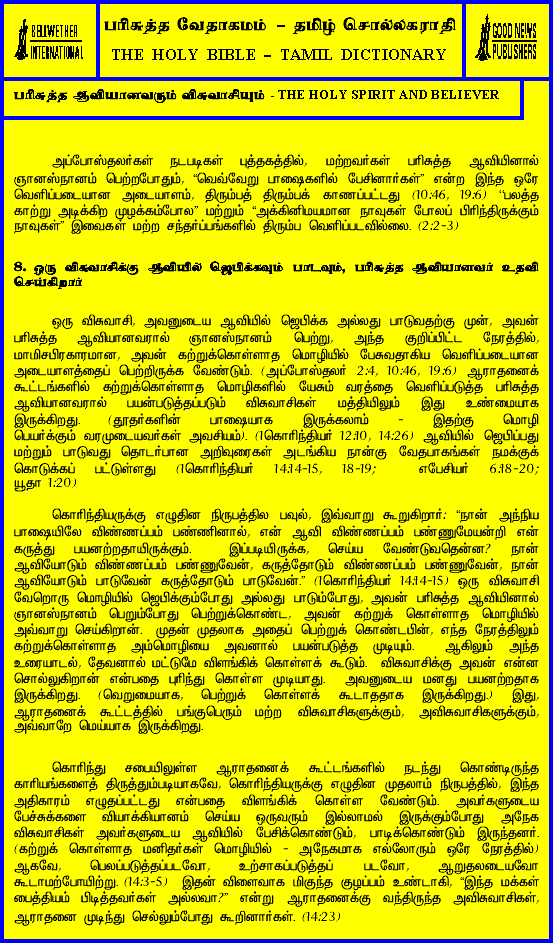 BELLWETHER
INTERNATIONAL
பரிசுத்த வேதாகமம் – தமிழ் சொல்லகராதி
THE HOLY BIBLE – TAMIL DICTIONARY
GOOD NEWS
PUBLISHERS
பரிசுத்த ஆவியானவரும் விசுவாசியும் - THE HOLY SPIRIT AND BELIEVER
அப்போஸ்தலர்கள் நடபடிகள் புத்தகத்தில், மற்றவர்கள் பரிசுத்த ஆவியினால்
ஞானஸ்நானம் பெற்றபோதும், “வெவ்வேறு பாஷைகளில் பேசினார்கள்” என்ற இந்த ஒரே
வெளிப்படையான அடையாளம், திரும்பத் திரும்பக் காணப்பட்டது (10:46, 19:6) “பலத்த
காற்று அடிக்கிற முழக்கம்போல” மற்றும் “அக்கினிமயமான நாவுகள் போலப் பிரிந்திருக்கும்
நாவுகள்” இவைகள் மற்ற சந்தர்ப்பங்களில் திரும்ப வெளிப்படவில்லை. (2:2-3)
8. ஒரு விசுவாசிக்கு ஆவியில் ஜெபிக்கவும் பாடவும், பரிசுத்த ஆவியானவர் உதவி
செய்கிறார்
ஒரு விசுவாசி, அவனுடைய ஆவியில் ஜெபிக்க அல்லது பாடுவதற்கு முன், அவன்
பரிசுத்த ஆவியானவரால் ஞானஸ்நானம் பெற்று, அந்த குறிப்பிட்ட நேரத்தில்,
மாமிசபிரகாரமான, அவன் கற்றுக்கொள்ளாத மொழியில் பேசுவதாகிய வெளிப்படையான
அடையாளத்தைப் பெற்றிருக்க வேண்டும். (அப்போஸ்தலர் 2:4, 10:46, 19:6) ஆராதனைக்
கூட்டங்களில் கற்றுக்கொள்ளாத மொழிகளில் பேசும் வரத்தை வெளிப்படுத்த பரிசுத்த
ஆவியானவரால் பயன்படுத்தப்படும் விசுவாசிகள் மத்தியிலும் இது உண்மையாக
இருக்கிறது. (தூதர்களின் பாஷையாக இருக்கலாம் - இதற்கு மொழி
பெயர்க்கும் வரமுடையவர்கள் அவசியம்). (1கொரிந்தியர் 12:10, 14:26) ஆவியில் ஜெபிப்பது
மற்றும் பாடுவது தொடர்பான அறிவுரைகள் அடங்கிய நான்கு வேதபாகங்கள் நமக்குக்
கொடுக்கப் பட்டுள்ளது (1கொரிந்தியர் 14:14-15, 18-19; எபேசியர் 6:18-20;
யூதா 1:20)
கொரிந்தியருக்கு எழுதின நிருபத்தில பவுல், இவ்வாறு கூறுகிறார்: “நான் அந்நிய
பாஷையிலே விண்ணப்பம் பண்ணினால், என் ஆவி விண்ணப்பம் பண்ணுமேயன்றி என்
கருத்து பயனற்றதாயிருக்கும். இப்படியிருக்க, செய்ய வேண்டுவதென்ன? நான்
ஆவியோடும் விண்ணப்பம் பண்ணுவேன், கருத்தோடும் விண்ணப்பம் பண்ணுவேன், நான்
ஆவியோடும் பாடுவேன் கருத்தோடும் பாடுவேன்.” (1கொரிந்தியர் 14:14-15) ஒரு விசுவாசி
வேறொரு மொழியில் ஜெபிக்கும்போது அல்லது பாடும்போது, அவன் பரிசுத்த ஆவியினால்
ஞானஸ்நானம் பெறும்போது பெற்றுக்கொண்ட, அவன் கற்றுக் கொள்ளாத மொழியில்
அவ்வாறு செய்கிறான். முதன் முதலாக அதைப் பெற்றுக் கொண்டபின், எந்த நேரத்திலும்
கற்றுக்கொள்ளாத அம்மொழியை அவனால் பயன்படுத்த முடியும். ஆகிலும் அந்த
உரையாடல், தேவனால் மட்டுமே விளங்கிக் கொள்ளக் கூடும். விசுவாசிக்கு அவன் என்ன
சொல்லுகிறான் என்பதை புரிந்து கொள்ள முடியாது. அவனுடைய மனது பயனற்றதாக
இருக்கிறது. (வெறுமையாக, பெற்றுக் கொள்ளக் கூடாததாக இருக்கிறது.) இது,
ஆராதனைக் கூட்டத்தில் பங்குபெரும் மற்ற விசுவாசிகளுக்கும், அவிசுவாசிகளுக்கும்,
அவ்வாறே மெய்யாக இருக்கிறது.
கொரிந்து சபையிலுள்ள ஆராதனைக் கூட்டங்களில் நடந்து கொண்டிருந்த
காரியங்களைத் திருத்தும்படியாகவே, கொரிந்தியருக்கு எழுதின முதலாம் நிருபத்தில், இந்த
அதிகாரம் எழுதப்பட்டது என்பதை விளங்கிக் கொள்ள வேண்டும். அவர்களுடைய
பேச்சுக்களை வியாக்கியானம் செய்ய ஒருவரும் இல்லாமல் இருக்கும்போது அநேக
விசுவாசிகள் அவர்களுடைய ஆவியில் பேசிக்கொண்டும், பாடிக்கொண்டும் இருந்தனர்.
(கற்றுக் கொள்ளாத மனிதர்கள் மொழியில் - அநேகமாக எல்லோரும் ஒரே நேரத்தில்)
ஆகவே, பெலப்படுத்தப்படவோ, உற்சாகப்படுத்தப் படவோ, ஆறுதலடையவோ
கூடாமற்போயிற்று. (14:3-5) இதன் விளைவாக மிகுந்த குழப்பம் உண்டாகி, “இந்த மக்கள்
பைத்தியம் பிடித்தவர்கள் அல்லவா?” என்று ஆராதனைக்கு வந்திருந்த அவிசுவாசிகள்,
ஆராதனை முடிந்து செல்லும்போது கூறினார்கள். (14:23)